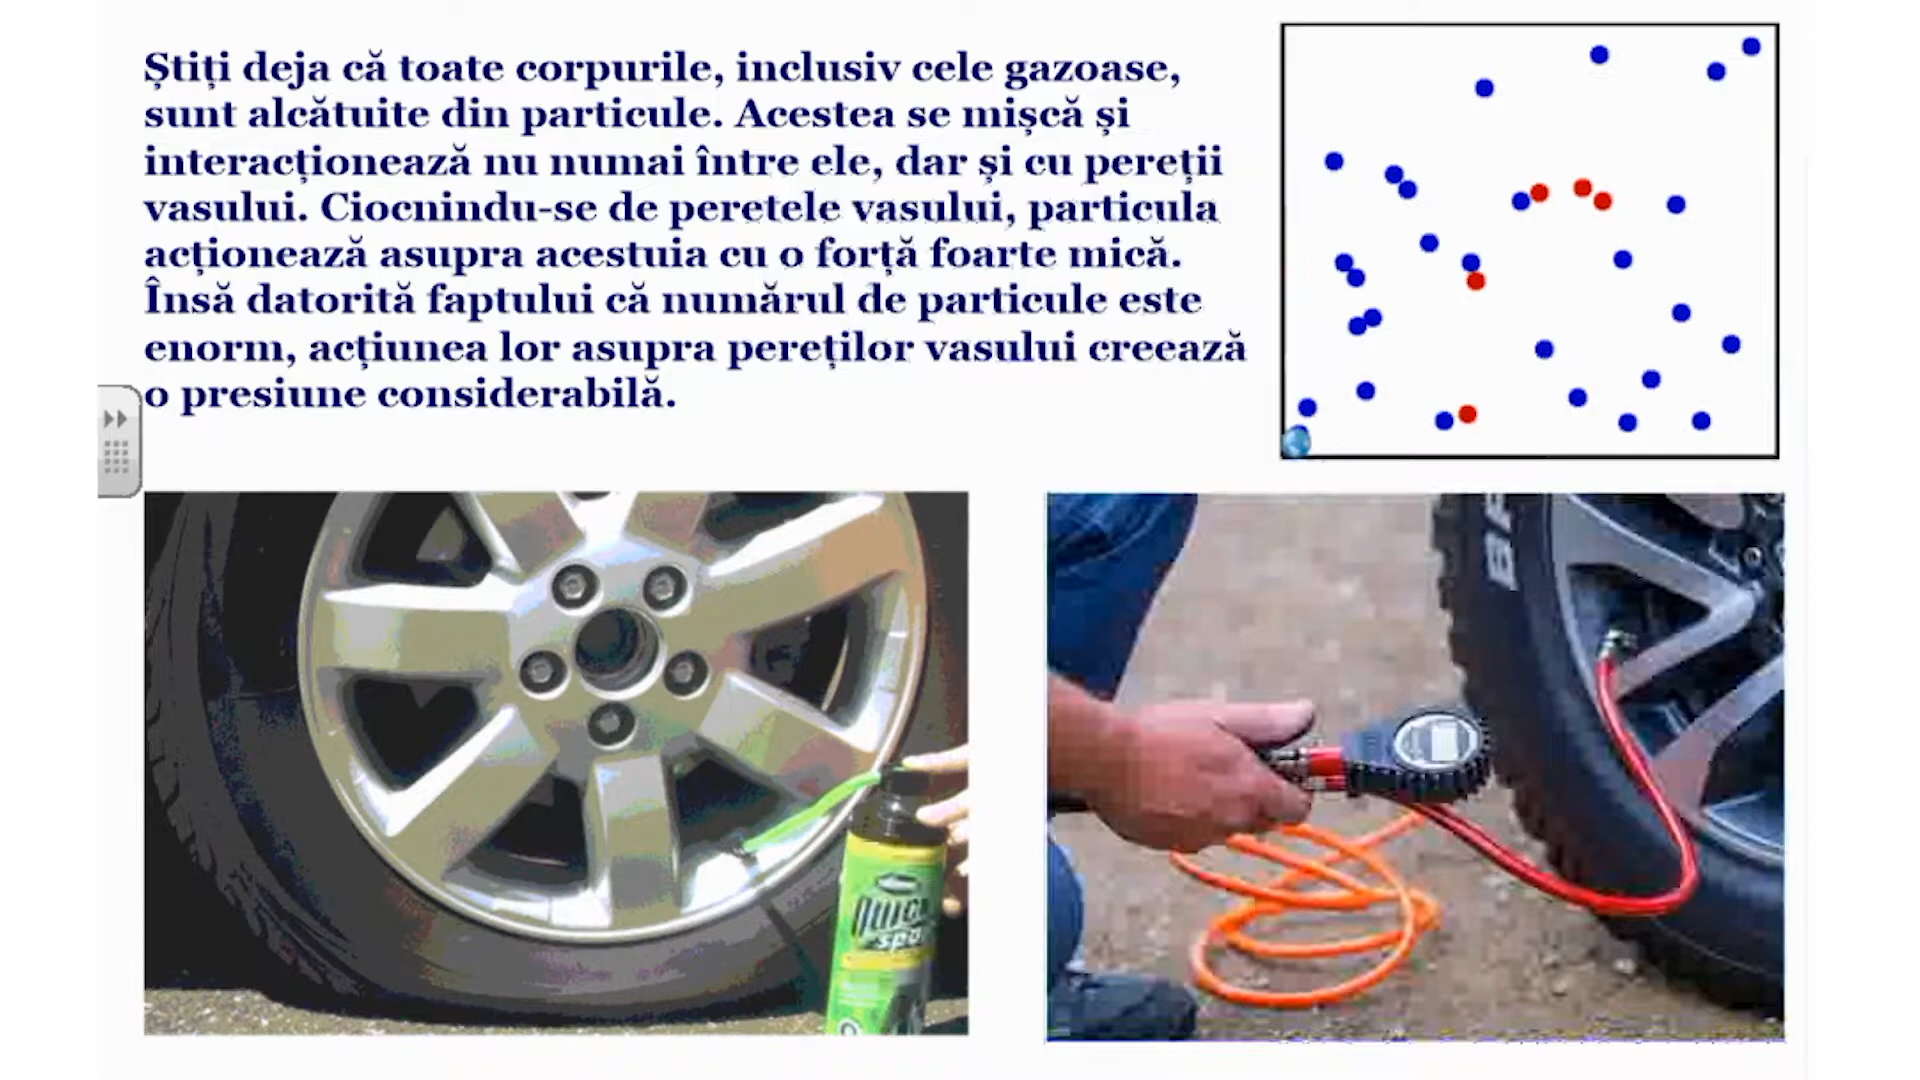 Știți deja că toate corpurile, inclusiv cele gazoase,
sunt alcătuite din particule. Acestea se mișcă și
interacționează nu numai între ele, dar și cu pereții
vasului. Ciocnindu-se de peretele vasului, particula
acționează asupra acestuia cu o forță foarte mică.
Însă datorită faptului că numărul de particule este
enorm, acțiunea lor asupra pereților vasului creează
o presiune considerabilă.